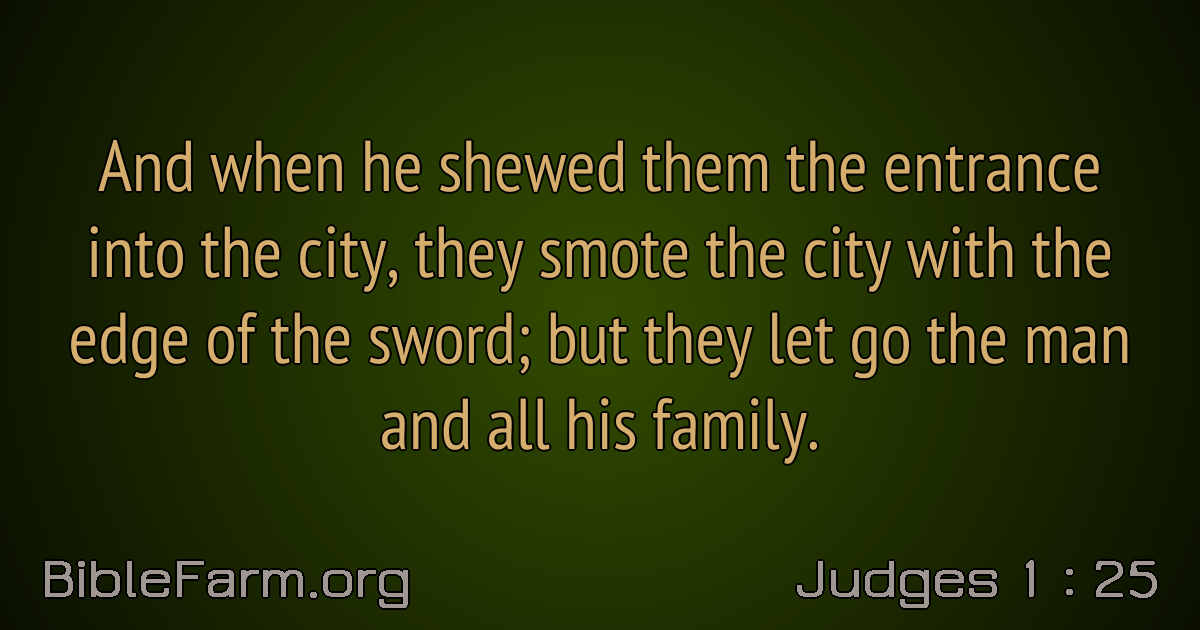 And when he shewed them the entrance
into the city, they smote the city with the
edge of the sword; but they let go the man
and all his family.
BibleFarm.org
Judges 1 : 25